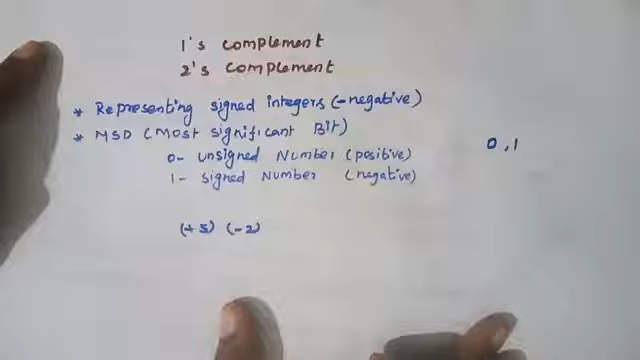 1's complement
2's complement
* Representing signed integers (-negative)
* MSD (Most significant Bit)
0- unsigned Number (positive)
0,1
1- signed Number (negative)
(+5) (-2)